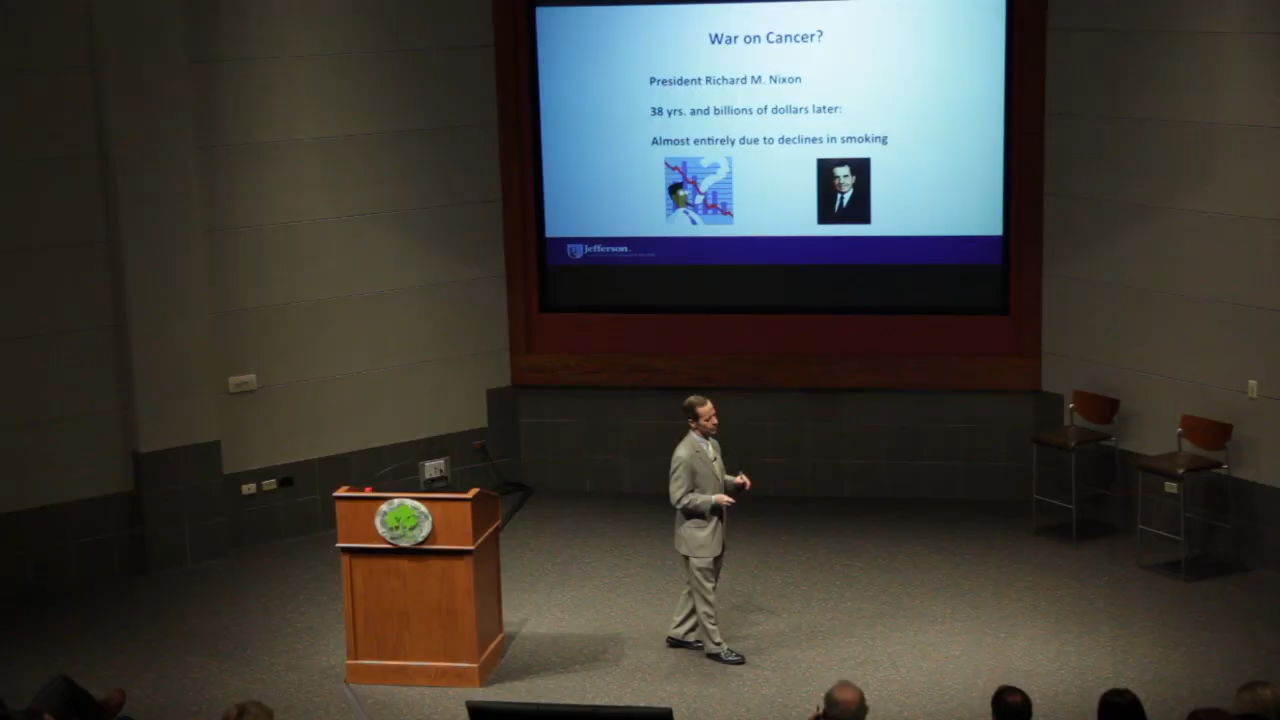 War on Cancer?
President Richard M. Nixon
38 yrs. and billions of dollars later:
Almost entirely due to declines in smoking
Jefferson.